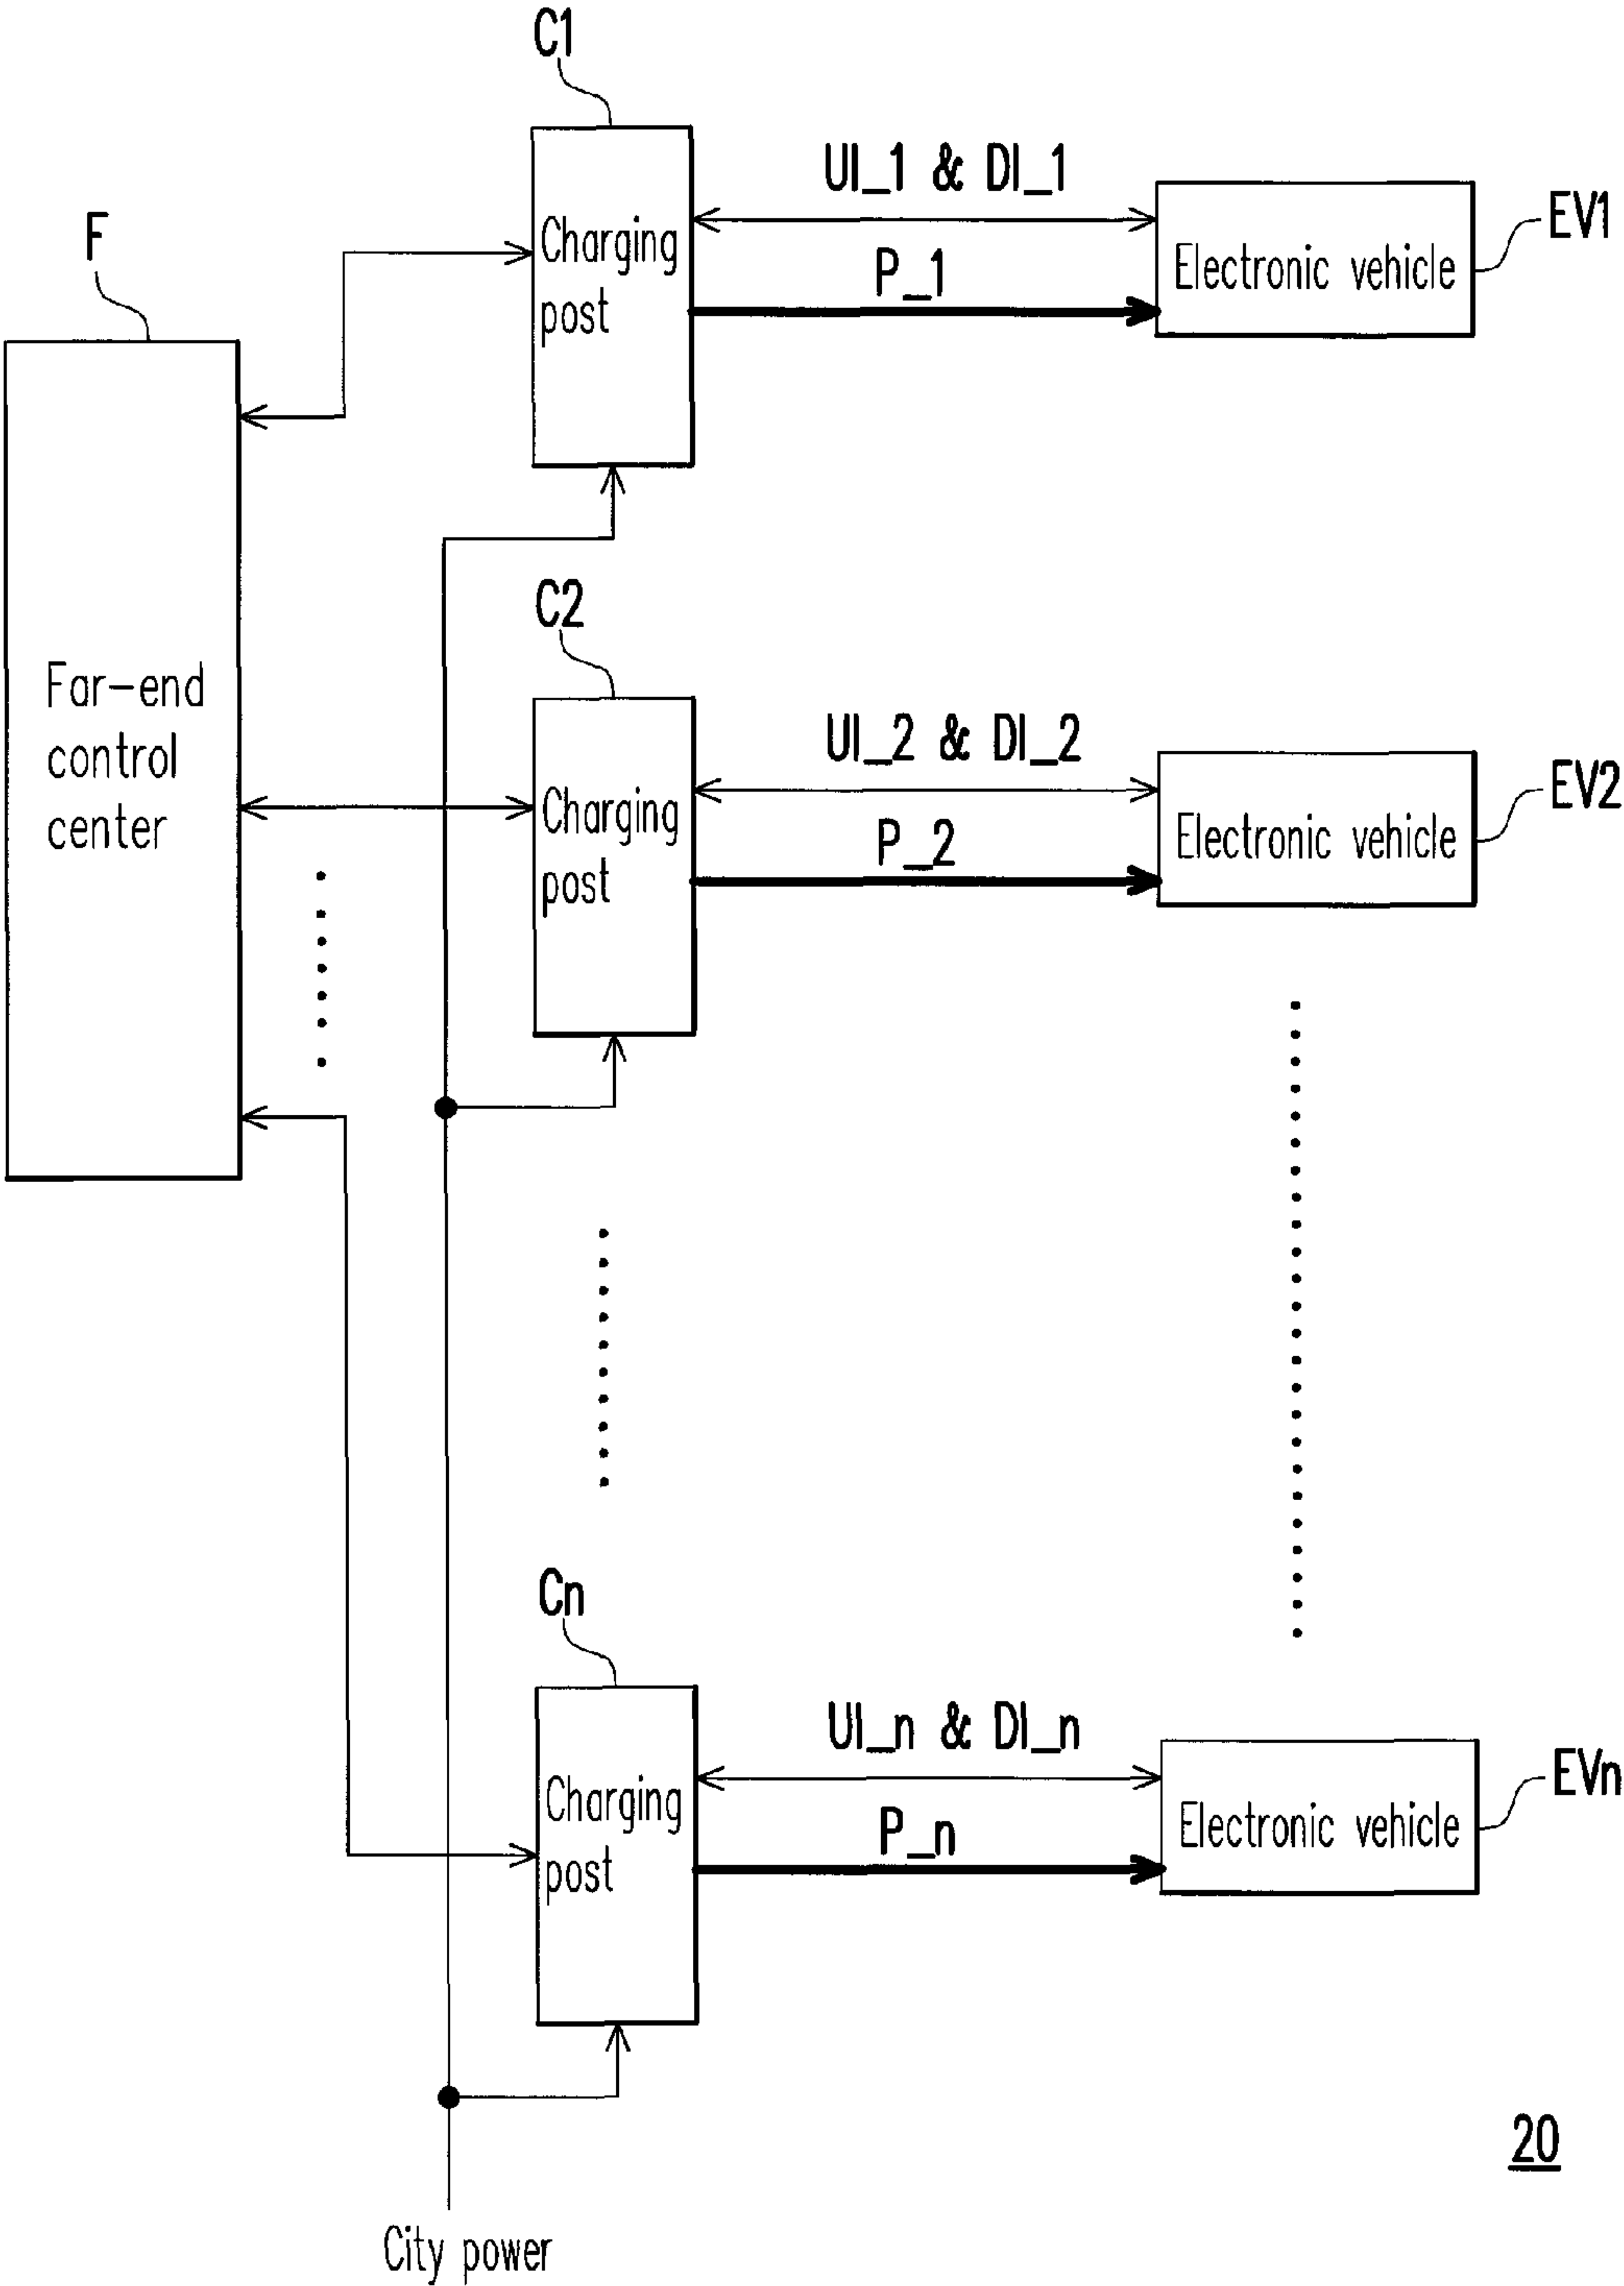 C1
UI_1 & DI_1
EV1
F
Charging
post
P_1
Electronic vehicle
C2
Far-end
control
center
UI_2 & DI_2
EV2
Charging
post
P_2
Electronic vehicle
Cn
UI_n & DI_n
EVn
Charging
post
P_n
Electronic vehicle
20
City power